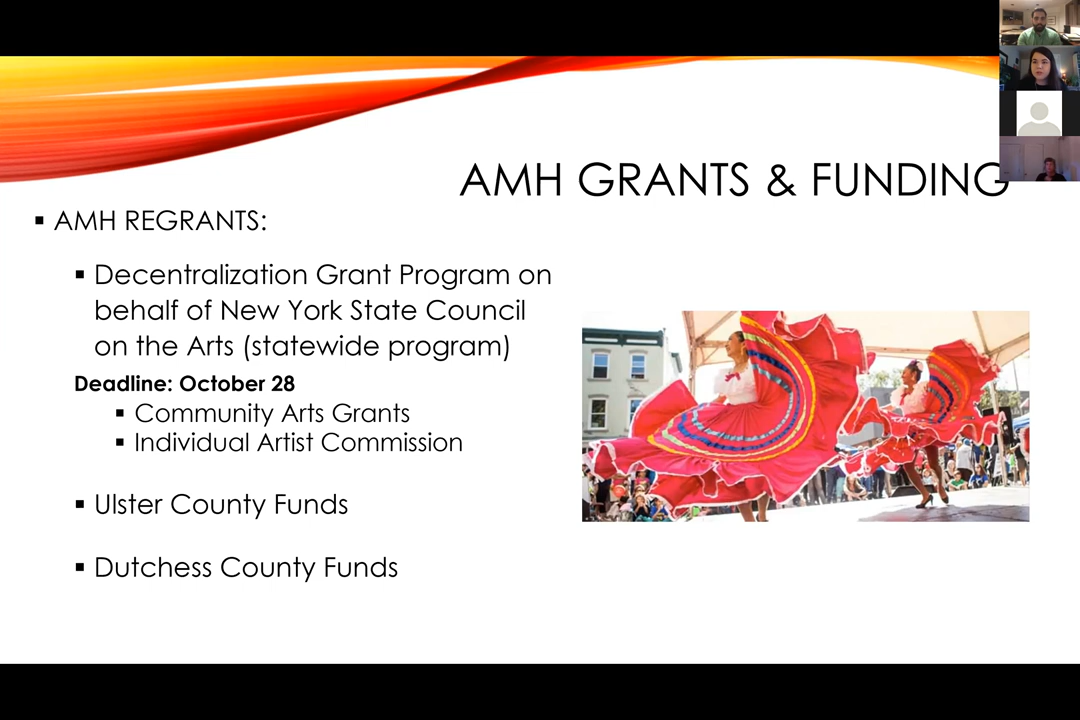 AMH GRANTS & FUNDING
▪ AMH REGRANTS:
▪ Decentralization Grant Program on
behalf of New York State Council
on the Arts (statewide program)
Deadline: October 28
▪ Community Arts Grants
▪ Individual Artist Commission
▪ Ulster County Funds
▪ Dutchess County Funds